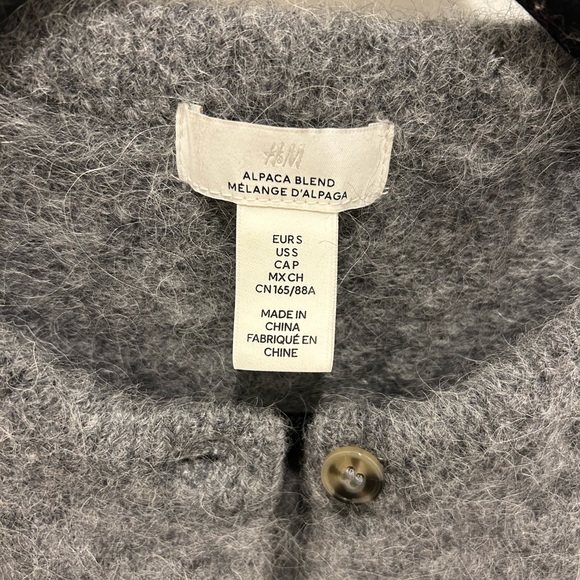 H&M
ALPACA BLEND
MÉLANGE D'ALPAGA
EUR S
US S
CA P
MX CH
CN 165/88A
MADE IN
CHINA
FABRIQUÉ EN
CHINE